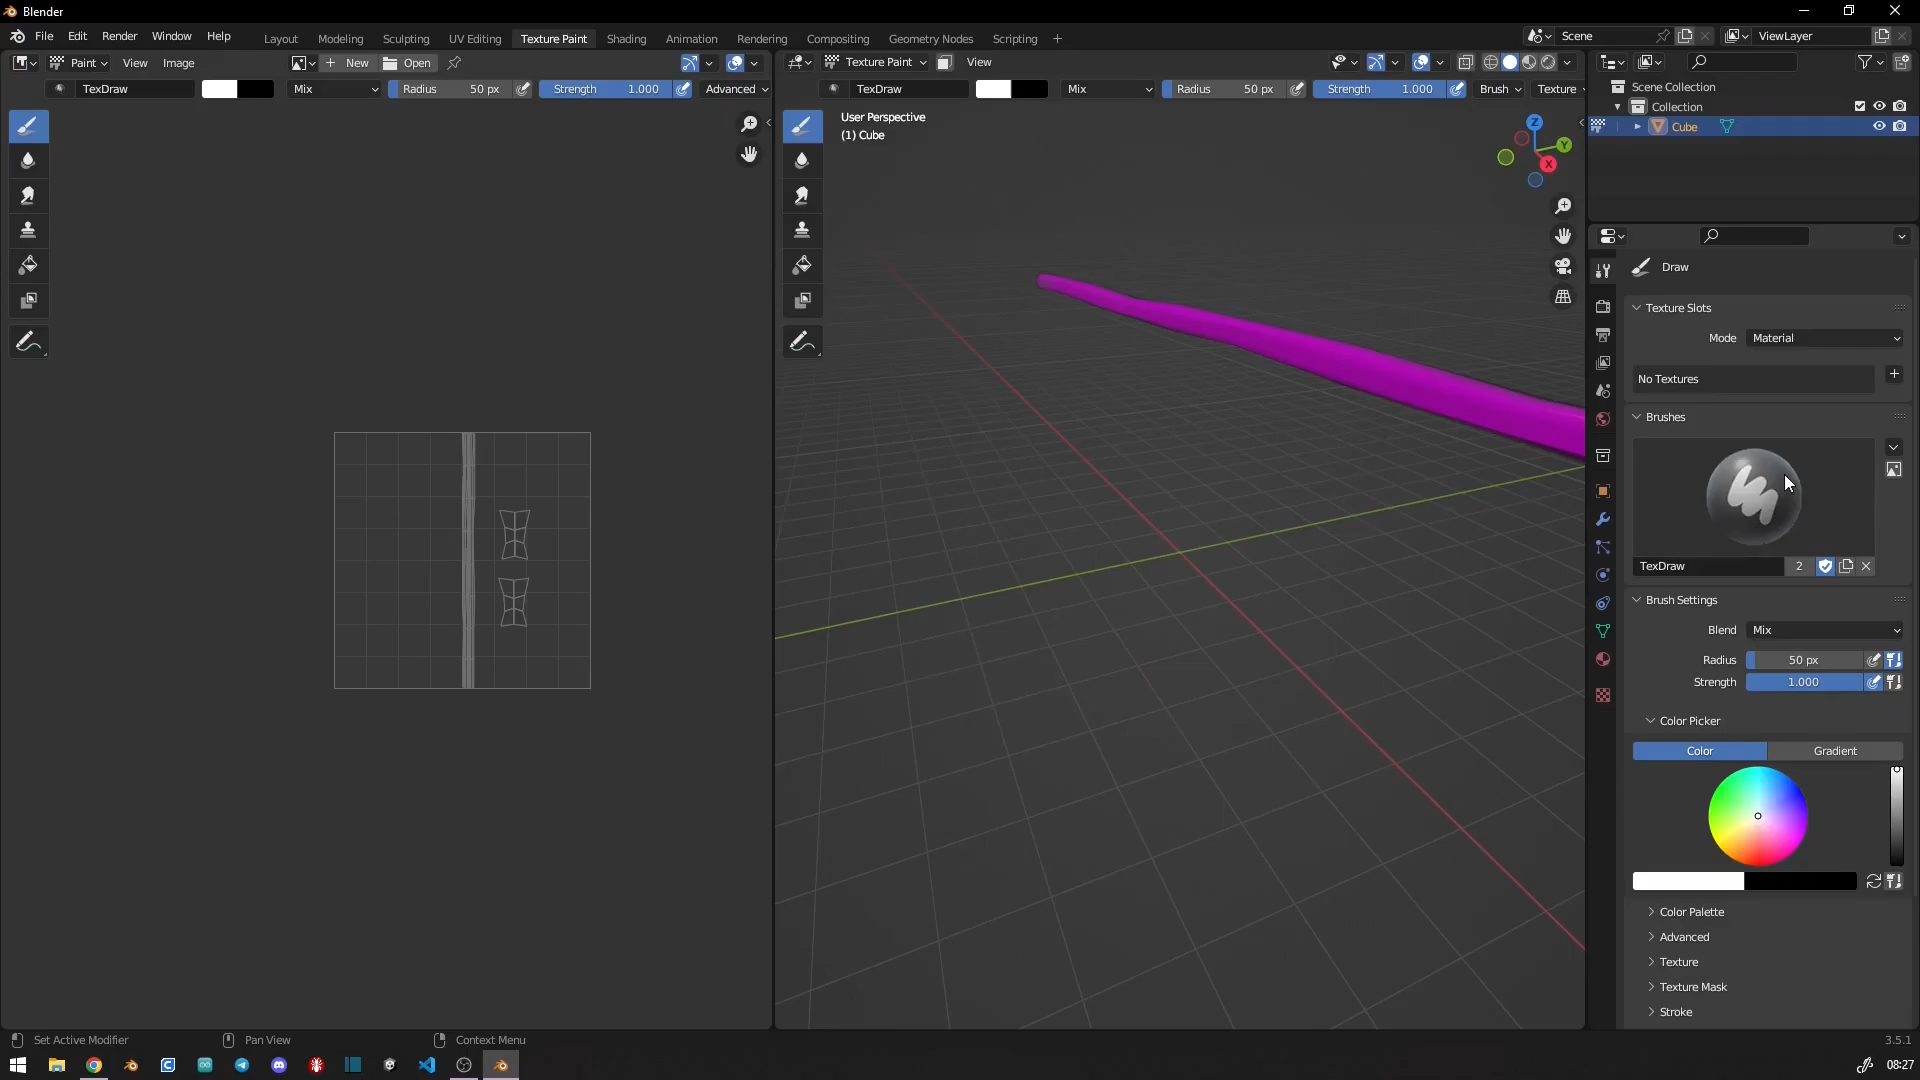 Blender
File Edit Render Window Help
Layout Modeling Sculpting UV Editing Texture Paint Shading Animation Rendering Compositing Geometry Nodes Scripting +
Scene
ViewLayer
Paint View Image
+ New Open
Texture Paint View
TexDraw Mix Radius 50 px Strength 1.000 Advanced
TexDraw Mix Radius 50 px Strength 1.000 Brush Texture
User Perspective
(1) Cube
Z
Y
X
Scene Collection
Collection
Cube
Draw
Texture Slots
Mode Material
No Textures
Brushes
TexDraw 2
Brush Settings
Blend Mix
Radius 50 px
Strength 1.000
Color Picker
Color Gradient
Color Palette
Advanced
Texture
Texture Mask
Stroke
Set Active Modifier Pan View Context Menu
3.5.1
08:27